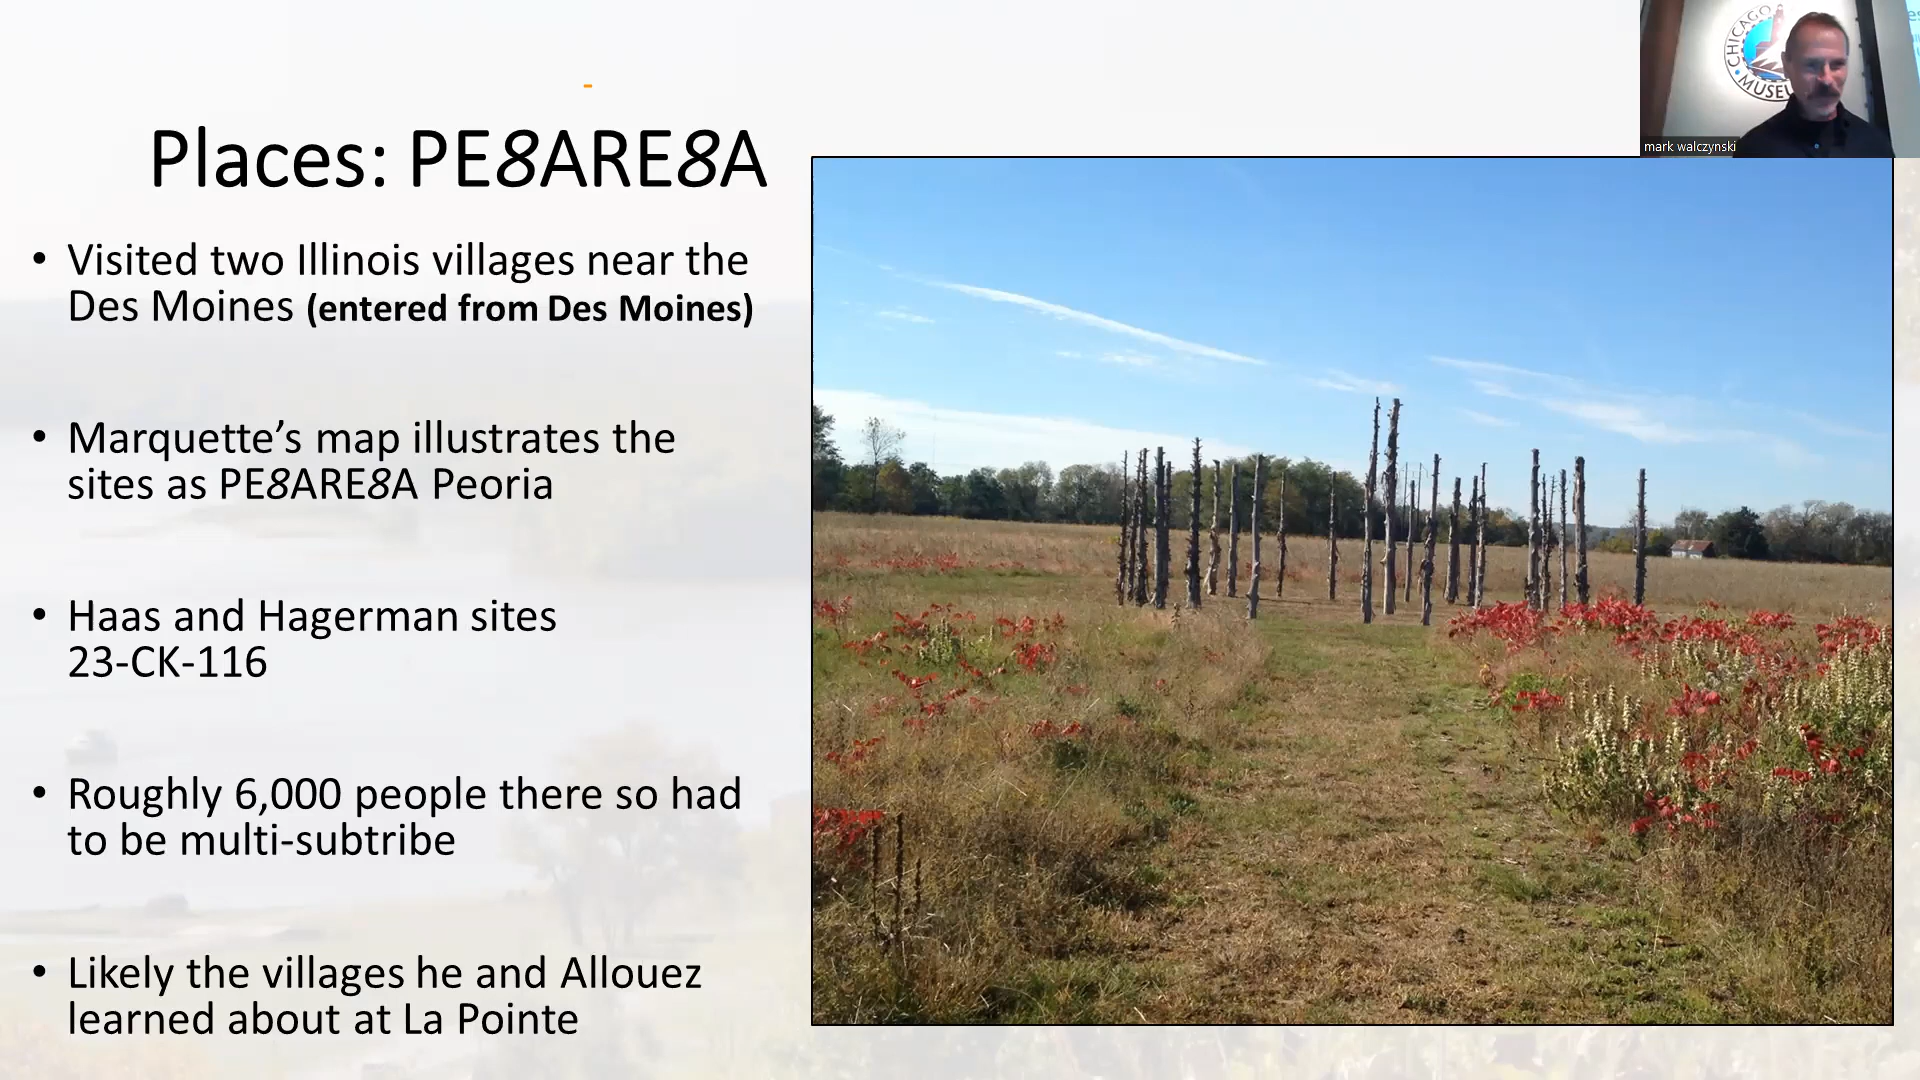 Places: PE8ARE8A
• Visited two Illinois villages near the
Des Moines (entered from Des Moines)
• Marquette’s map illustrates the
sites as PE8ARE8A Peoria
• Haas and Hagerman sites
23-CK-116
• Roughly 6,000 people there so had
to be multi-subtribe
• Likely the villages he and Allouez
learned about at La Pointe
CHICAGO
mark walczynski